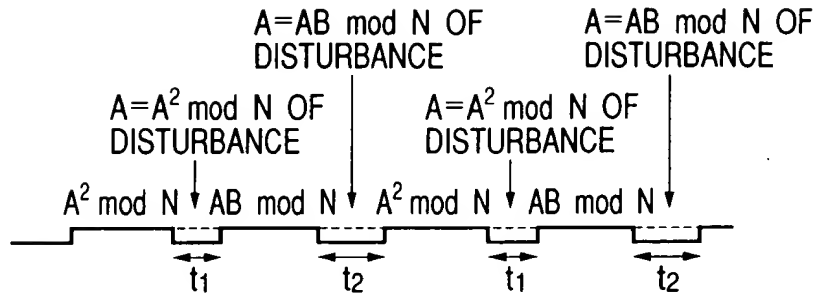 A=AB mod N OF
DISTURBANCE
A=AB mod N OF
DISTURBANCE
A=A² mod N OF
DISTURBANCE
A=A² mod N OF
DISTURBANCE
A² mod N AB mod N A² mod N AB mod N
t1 t2 t1 t2